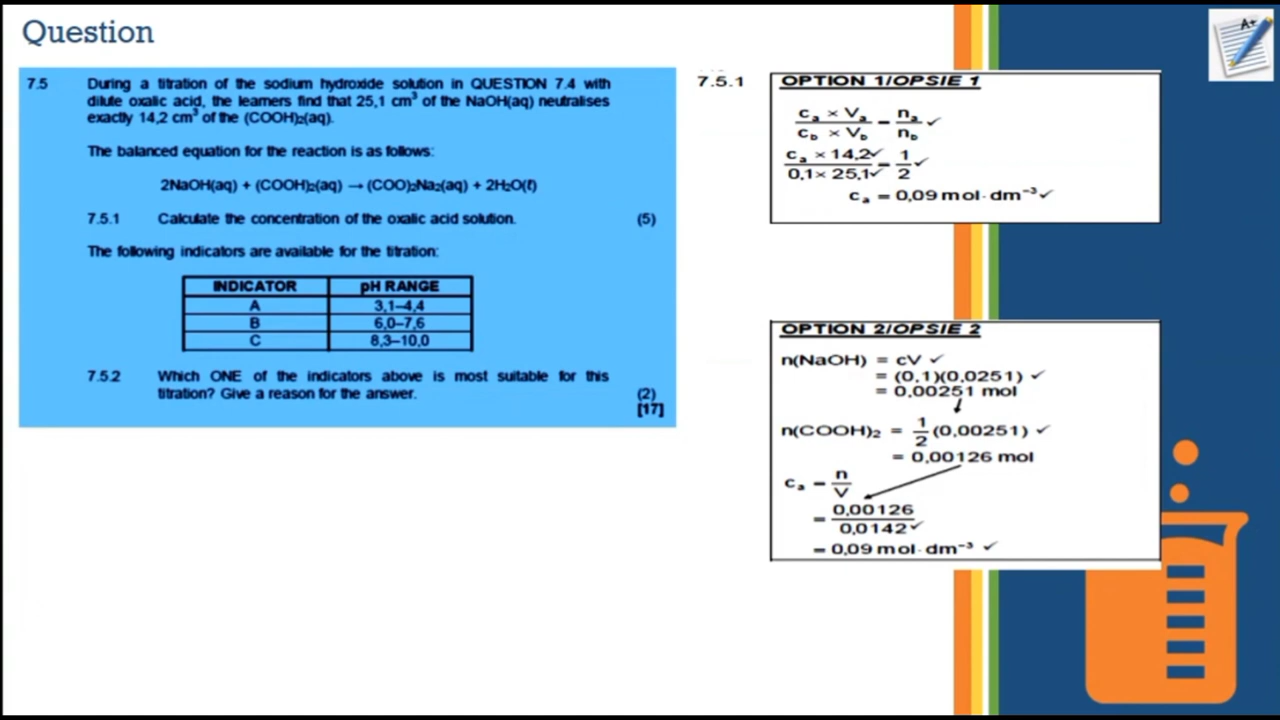 Question
A+
7.5 During a titration of the sodium hydroxide solution in QUESTION 7.4 with
dilute oxalic acid, the learners find that 25,1 cm³ of the NaOH(aq) neutralises
exactly 14,2 cm³ of the (COOH)₂(aq).
The balanced equation for the reaction is as follows:
2NaOH(aq) + (COOH)₂(aq) → (COO)₂Na₂(aq) + 2H₂O(ℓ)
7.5.1 Calculate the concentration of the oxalic acid solution. (5)
The following indicators are available for the titration:
INDICATOR pH RANGE
A 3,1–4,4
B 6,0–7,6
C 8,3–10,0
7.5.2 Which ONE of the indicators above is most suitable for this
titration? Give a reason for the answer. (2)
[17]
7.5.1
OPTION 1/OPSIE 1
cₐ × Vₐ / c_b × V_b = nₐ / n_b ✓
cₐ × 14,2✓ / 0,1 × 25,1✓ = 1/2 ✓
cₐ = 0,09 mol·dm⁻³ ✓
OPTION 2/OPSIE 2
n(NaOH) = cV ✓
= (0,1)(0,0251) ✓
= 0,00251 mol
n(COOH)₂ = 1/2 (0,00251) ✓
= 0,00126 mol
cₐ = n/V
= 0,00126 / 0,0142 ✓
= 0,09 mol·dm⁻³ ✓